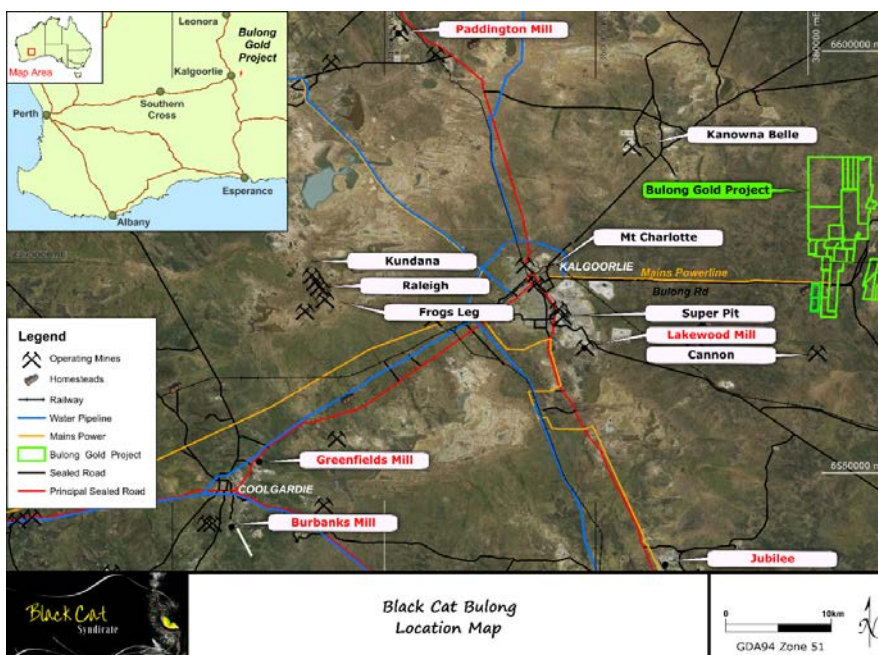 Leonora
Bulong
Gold
Project
Kalgoorlie
Map Area
Southern
Cross
Perth
Esperance
Albany
Paddington Mill
380000 mE
6600000 m
Kanowna Belle
Bulong Gold Project
Mt Charlotte
KALGOORLIE
Kundana
Mains Powerline
Raleigh
Bulong Rd
Frogs Leg
Super Pit
Lakewood Mill
Cannon
Legend
Operating Mines
Homesteads
Railway
Water Pipeline
Mains Power
Bulong Gold Project
Sealed Road
Principal Sealed Road
Greenfields Mill
COOLGARDIE
Burbanks Mill
Jubilee
Black Cat
Syndicate
Black Cat Bulong
Location Map
0 10km
GDA94 Zone 51
N